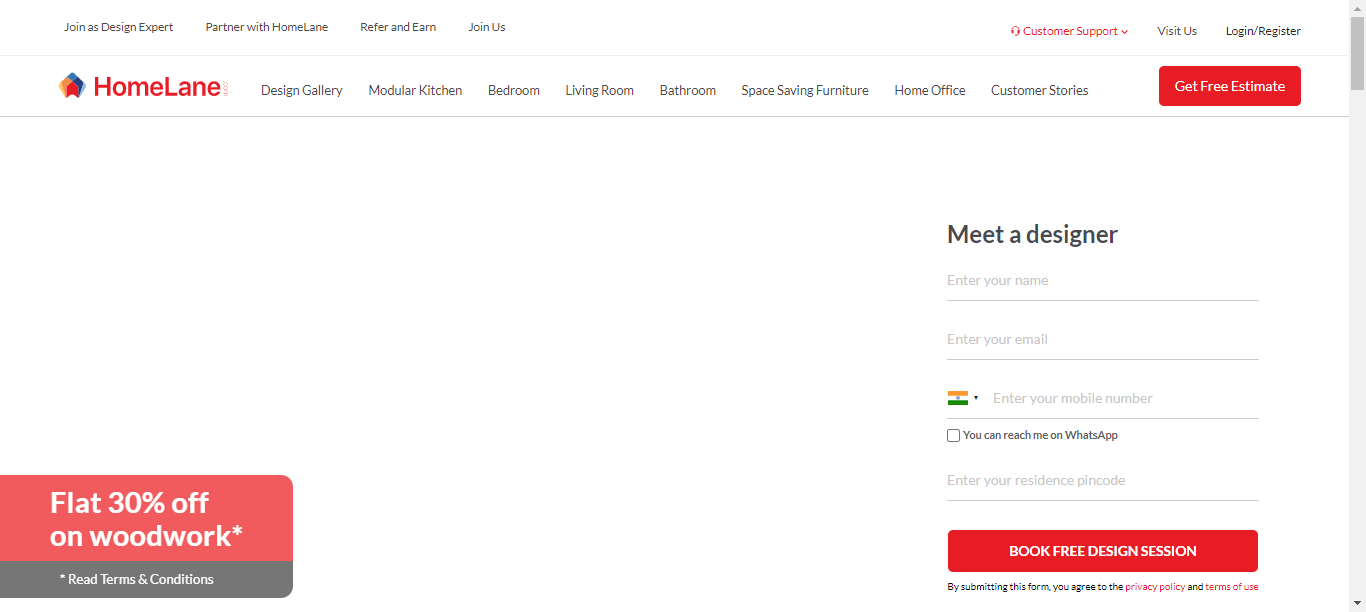 Join as Design Expert Partner with HomeLane Refer and Earn Join Us
Customer Support Visit Us Login/Register
HomeLane Design Gallery Modular Kitchen Bedroom Living Room Bathroom Space Saving Furniture Home Office Customer Stories Get Free Estimate
Meet a designer
Enter your name
Enter your email
Enter your mobile number
You can reach me on WhatsApp
Enter your residence pincode
BOOK FREE DESIGN SESSION
By submitting this form, you agree to the privacy policy and terms of use
Flat 30% off
on woodwork*
* Read Terms & Conditions